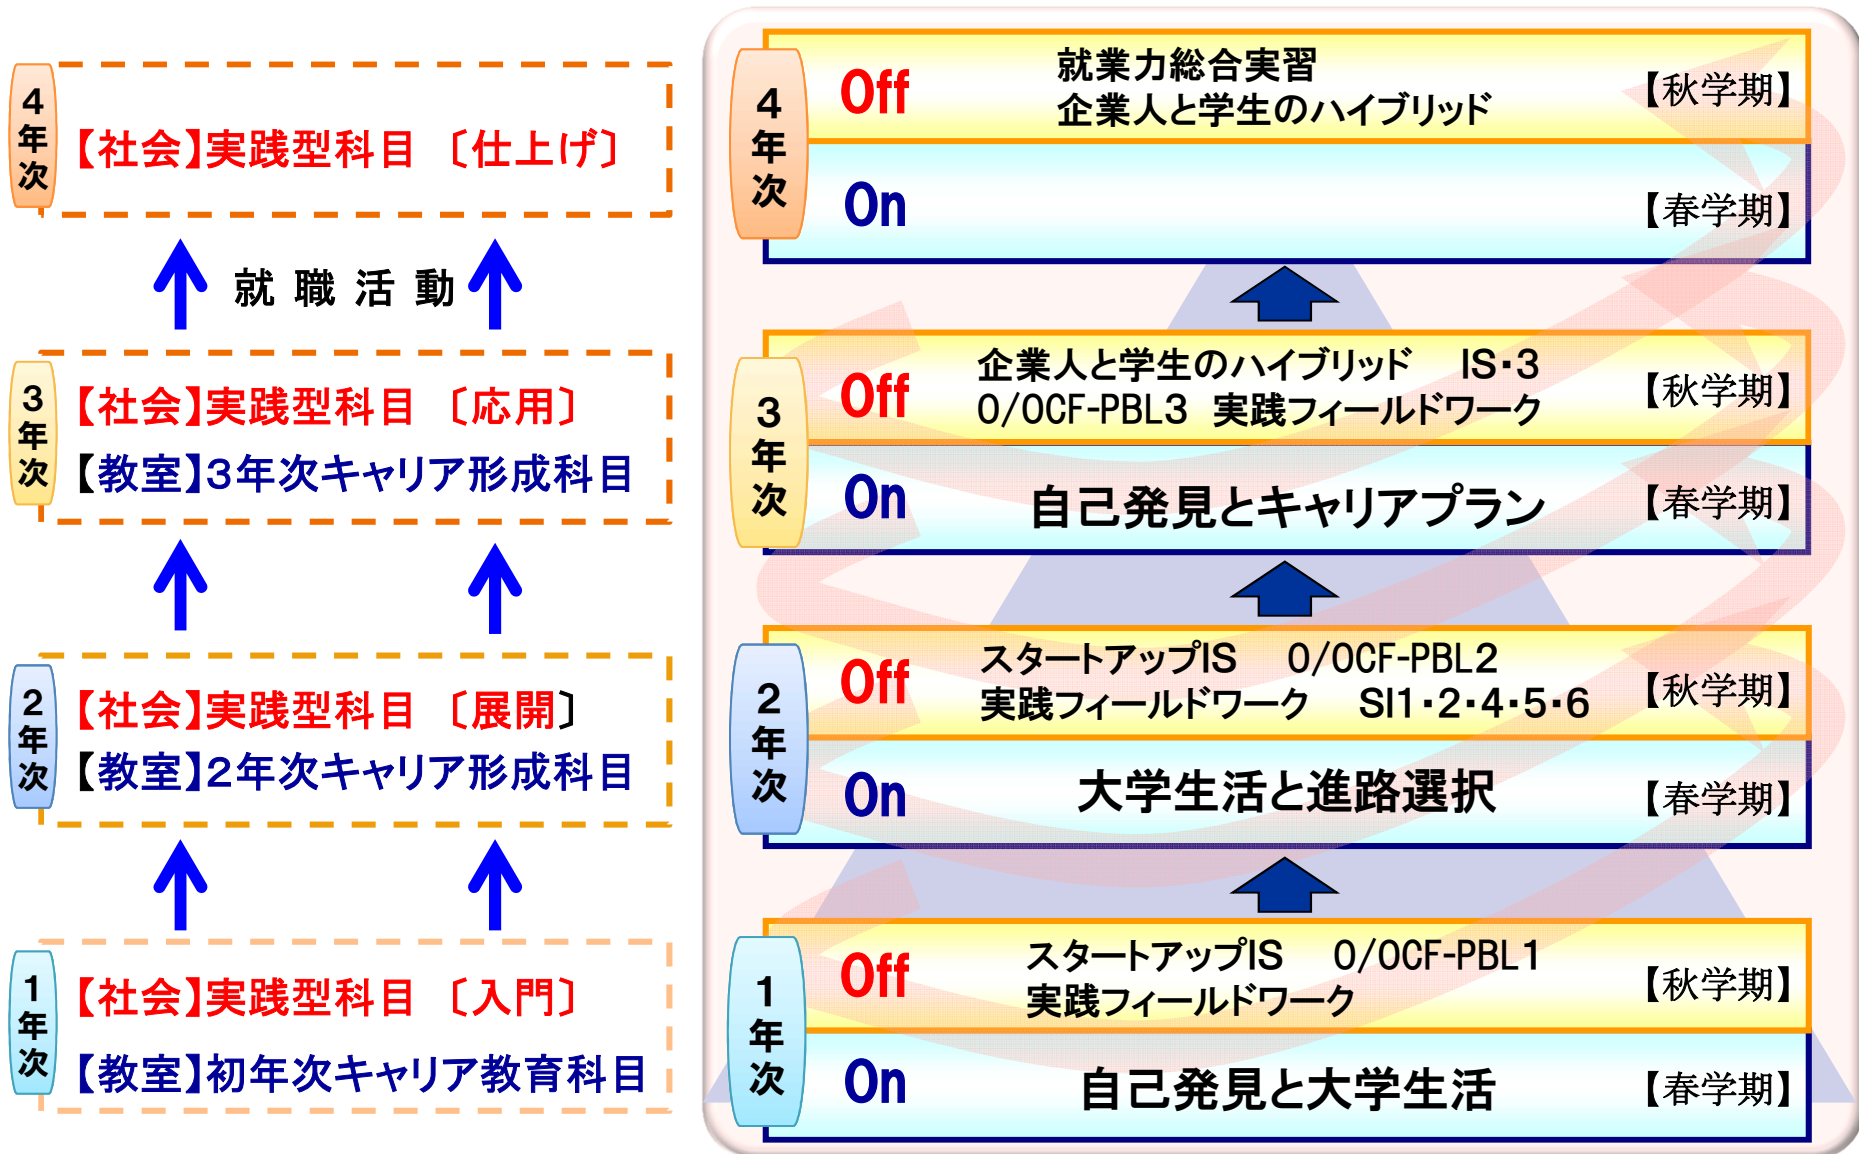 4年次
【社会】実践型科目 〔仕上げ〕
就職活動
3年次
【社会】実践型科目 〔応用〕
【教室】3年次キャリア形成科目
2年次
【社会】実践型科目 〔展開〕
【教室】2年次キャリア形成科目
1年次
【社会】実践型科目 〔入門〕
【教室】初年次キャリア教育科目
4年次
Off
就業力総合実習
企業人と学生のハイブリッド
【秋学期】
On
【春学期】
3年次
Off
企業人と学生のハイブリッド IS・3
O/OCF-PBL3 実践フィールドワーク
【秋学期】
On
自己発見とキャリアプラン
【春学期】
2年次
Off
スタートアップIS O/OCF-PBL2
実践フィールドワーク SI1・2・4・5・6
【秋学期】
On
大学生活と進路選択
【春学期】
1年次
Off
スタートアップIS O/OCF-PBL1
実践フィールドワーク
【秋学期】
On
自己発見と大学生活
【春学期】